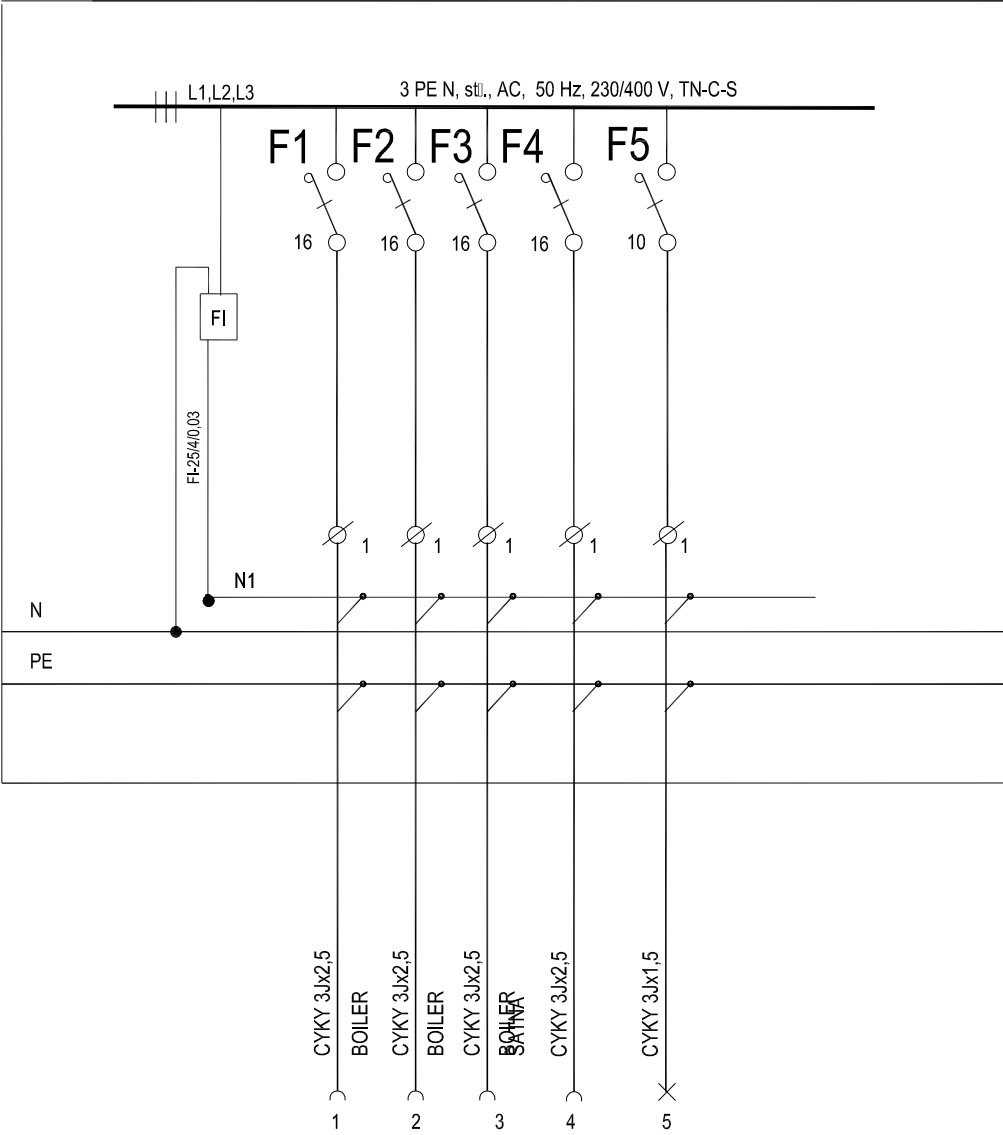 L1,L2,L3
3 PE N, st▯., AC, 50 Hz, 230/400 V, TN-C-S
F1 F2 F3 F4 F5
16 16 16 16 10
FI
FI-25/4/0,03
1 1 1 1 1
N1
N
PE
CYKY 3Jx2,5
BOILER
CYKY 3Jx2,5
BOILER
CYKY 3Jx2,5
BOILER
CYKY 3Jx2,5
CYKY 3Jx1,5
1 2 3 4 5